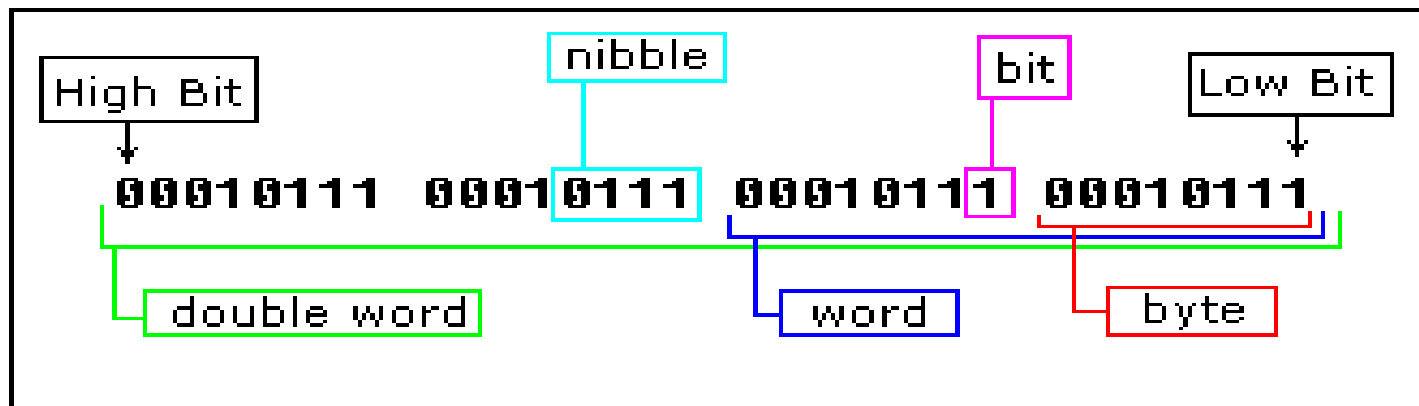 nibble
bit
High Bit
Low Bit
00010111 00010111 00010111 00010111
double word
word
byte